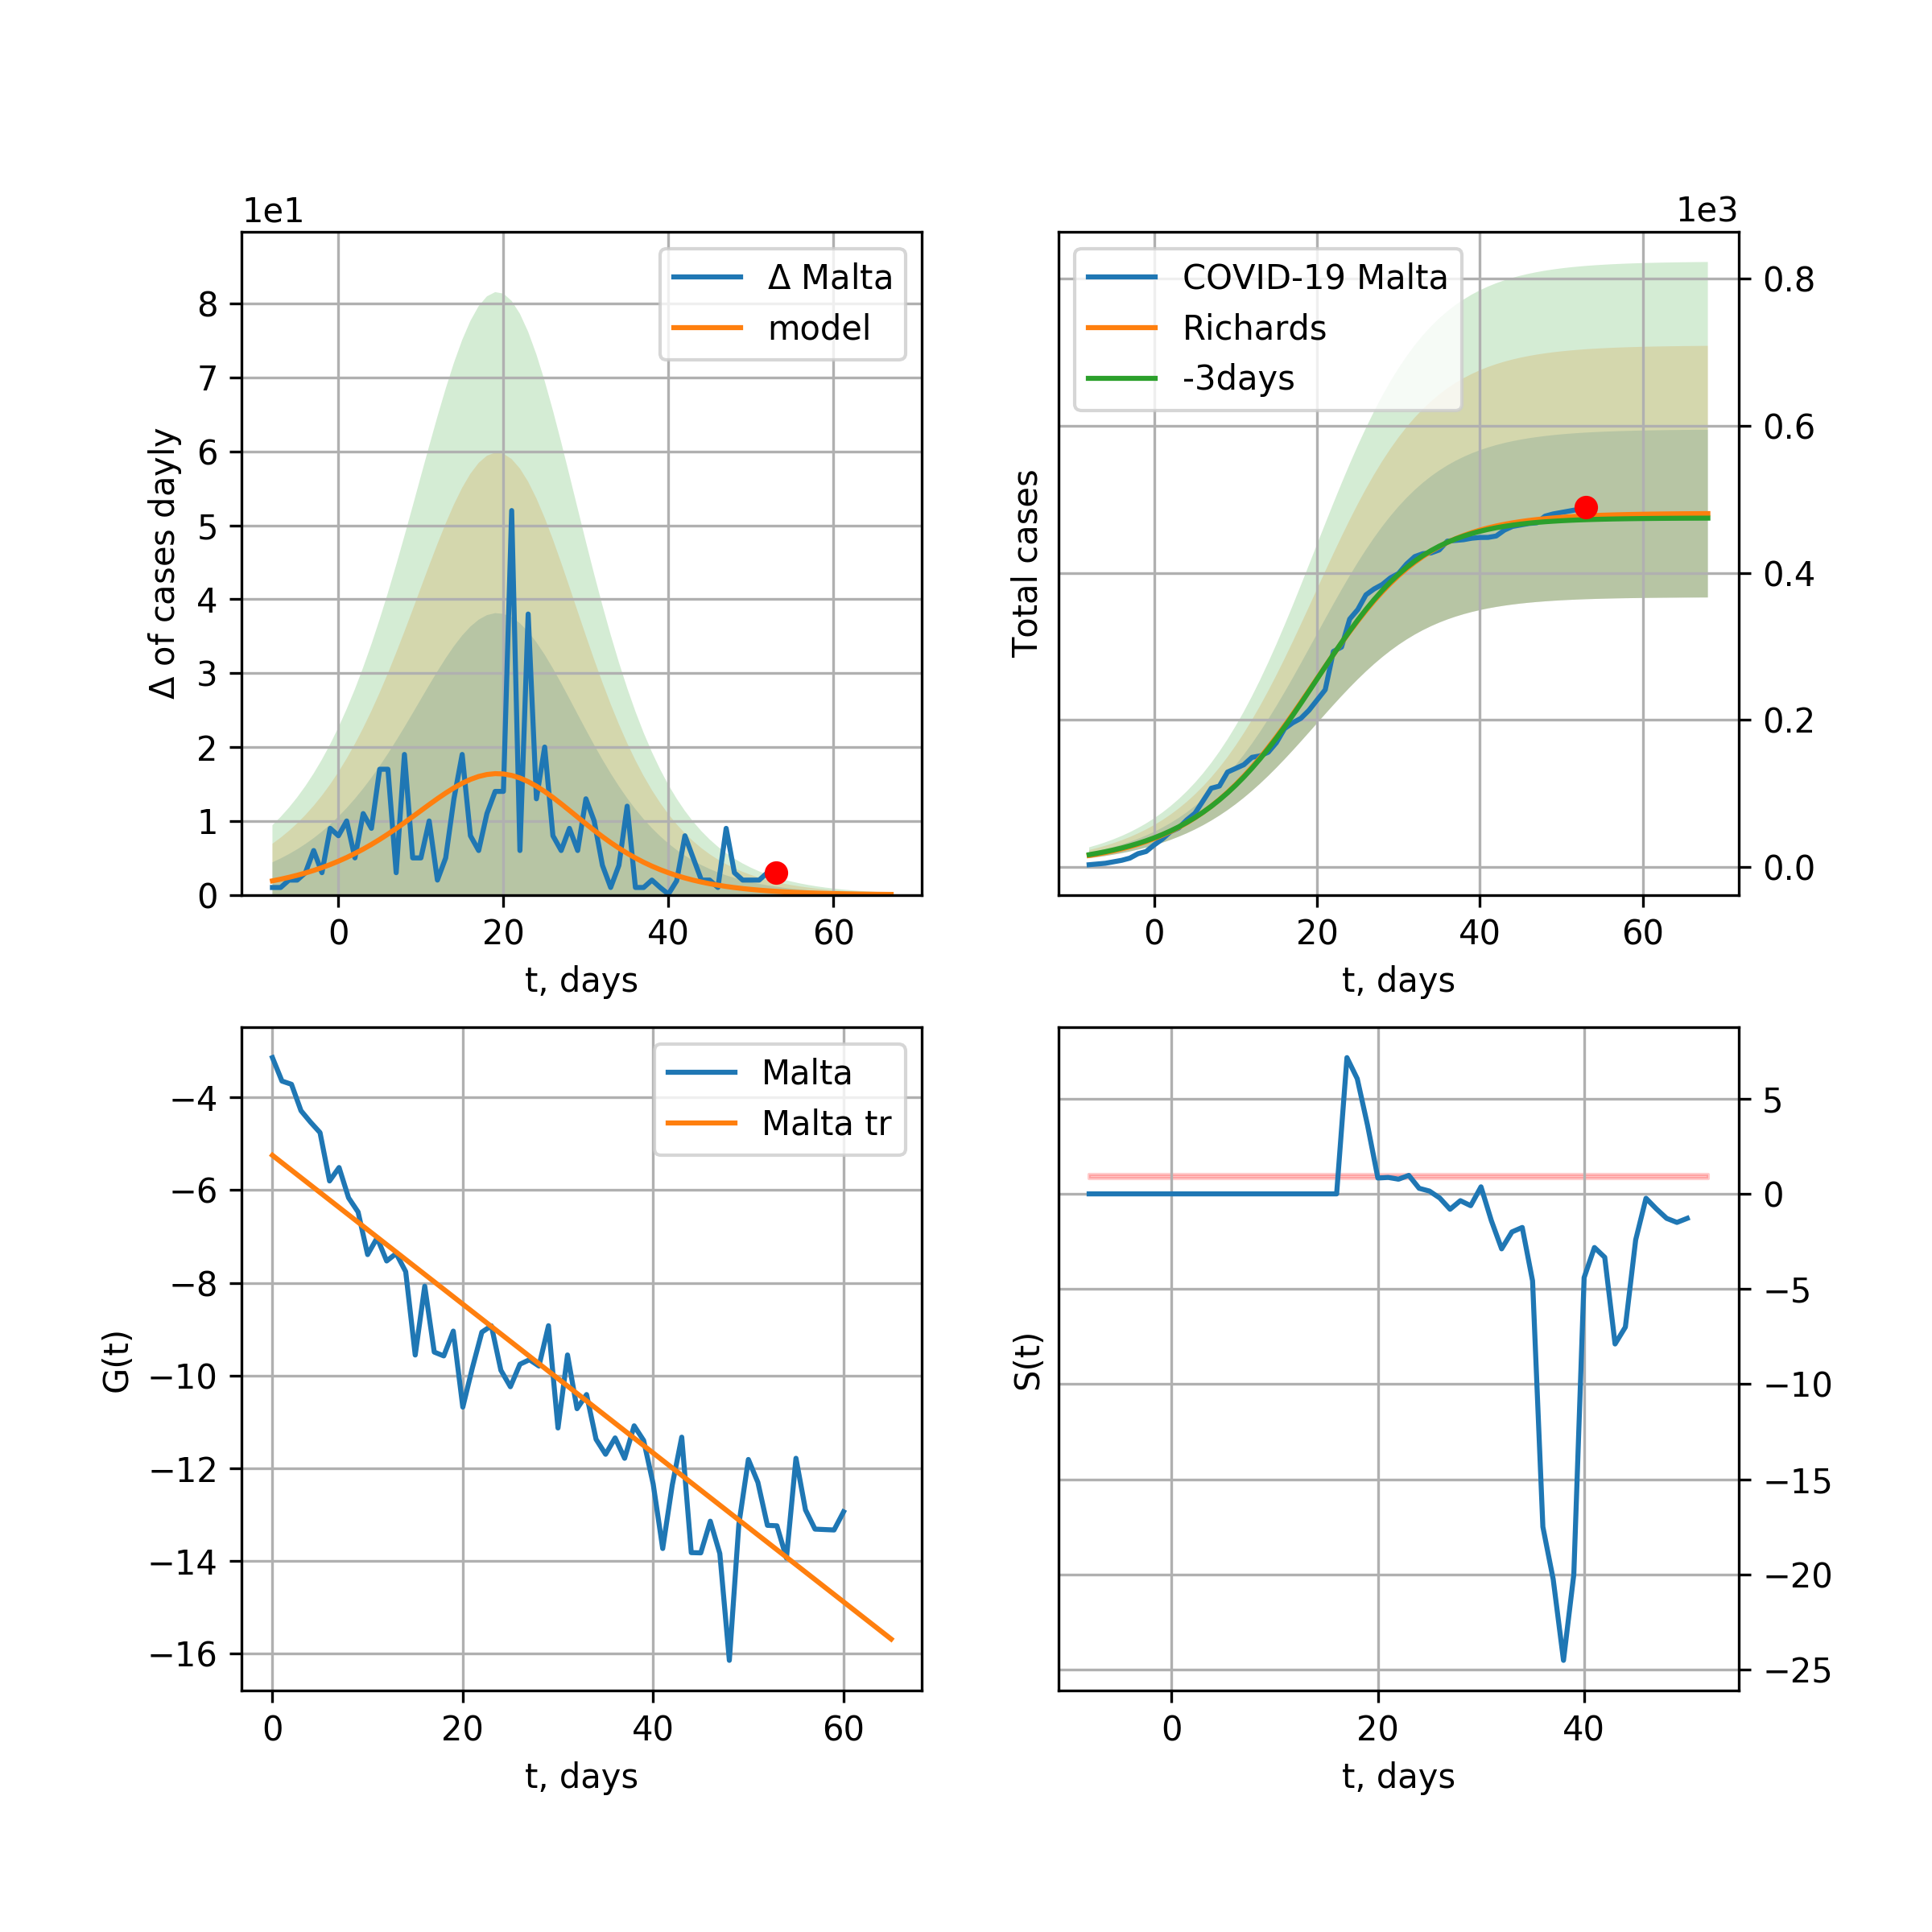 1e1
Δ of cases dayly
8
7
6
5
4
3
2
1
0
0 20 40 60
t, days
Δ Malta
model
1e3
Total cases
0.8
0.6
0.4
0.2
0.0
0 20 40 60
t, days
COVID-19 Malta
Richards
-3days
G(t)
−4
−6
−8
−10
−12
−14
−16
0 20 40 60
t, days
Malta
Malta tr
S(t)
5
0
−5
−10
−15
−20
−25
0 20 40
t, days